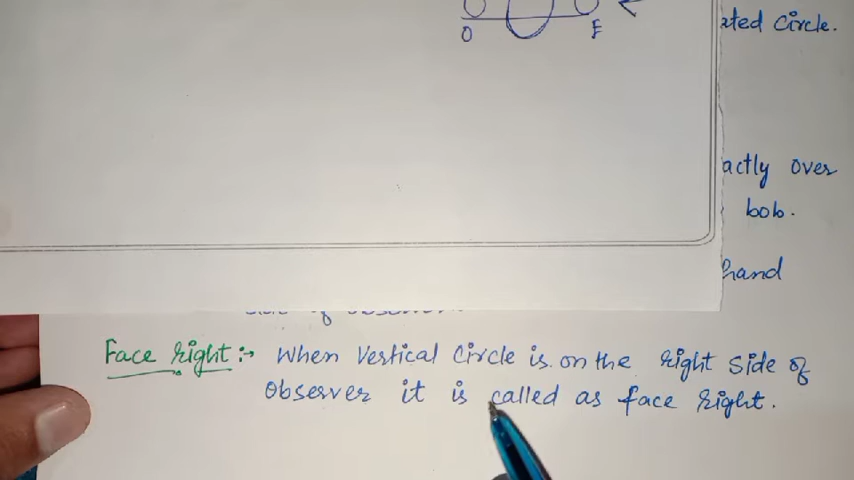 O E
ated Circle.
actly over
bob.
hand
of
Face right :- When Vertical Circle is on the right side of
Observer it is called as face right.